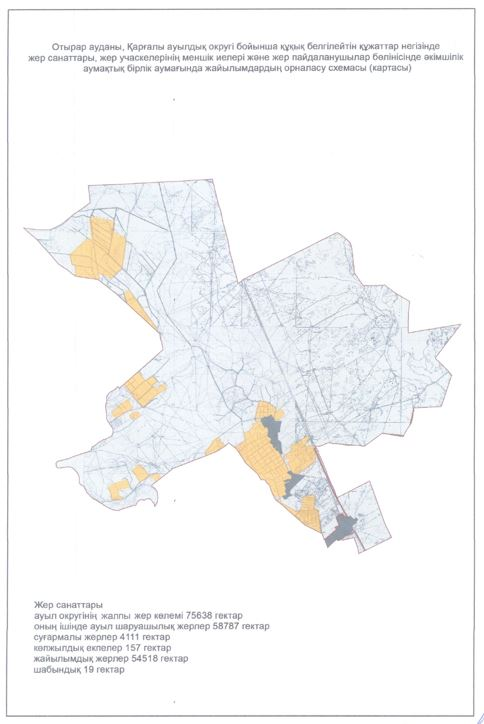 Отырар ауданы, Қарғалы ауылдық округі бойынша құқық белгілейтін құжаттар негізінде
жер санаттары, жер учаскелерінің меншік иелері және жер пайдаланушылар бөлінісінде әкімшілік
аумақтық бірлік аумағында жайылымдардың орналасу схемасы (картасы)
Жер санаттары
ауыл округінің жалпы жер көлемі 75638 гектар
оның ішінде ауыл шаруашылық жерлер 58787 гектар
суғармалы жерлер 4111 гектар
көлжылдық екпелер 157 гектар
жайылымдық жерлер 54518 гектар
шабындық 19 гектар